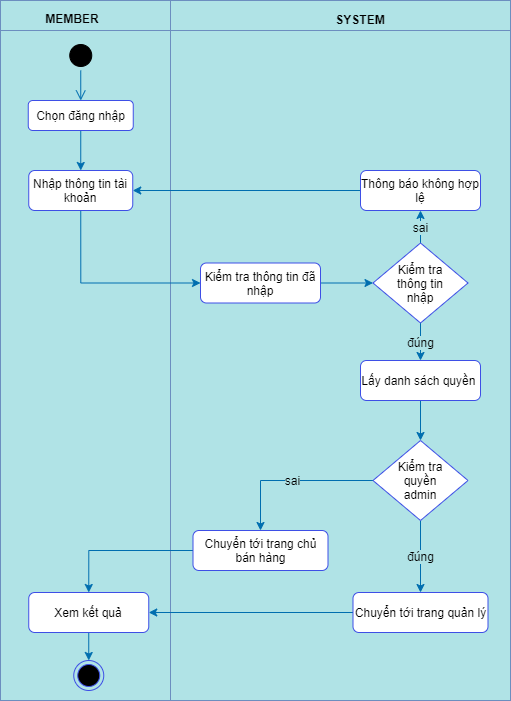 MEMBER
SYSTEM
Chọn đăng nhập
Nhập thông tin tài
khoản
Thông báo không hợp
lệ
sai
Kiểm tra thông tin đã
nhập
Kiểm tra
thông tin
nhập
đúng
Lấy danh sách quyền
Kiểm tra
quyền
admin
sai
Chuyển tới trang chủ
bán hàng
đúng
Xem kết quả
Chuyển tới trang quản lý